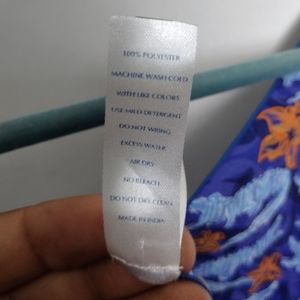 100% POLYESTER
MACHINE WASH COLD
WITH LIKE COLORS
USE MILD DETERGENT
DO NOT WRING
EXCESS WATER
AIR DRY
NO BLEACH
DO NOT DRY CLEAN
MADE IN INDIA